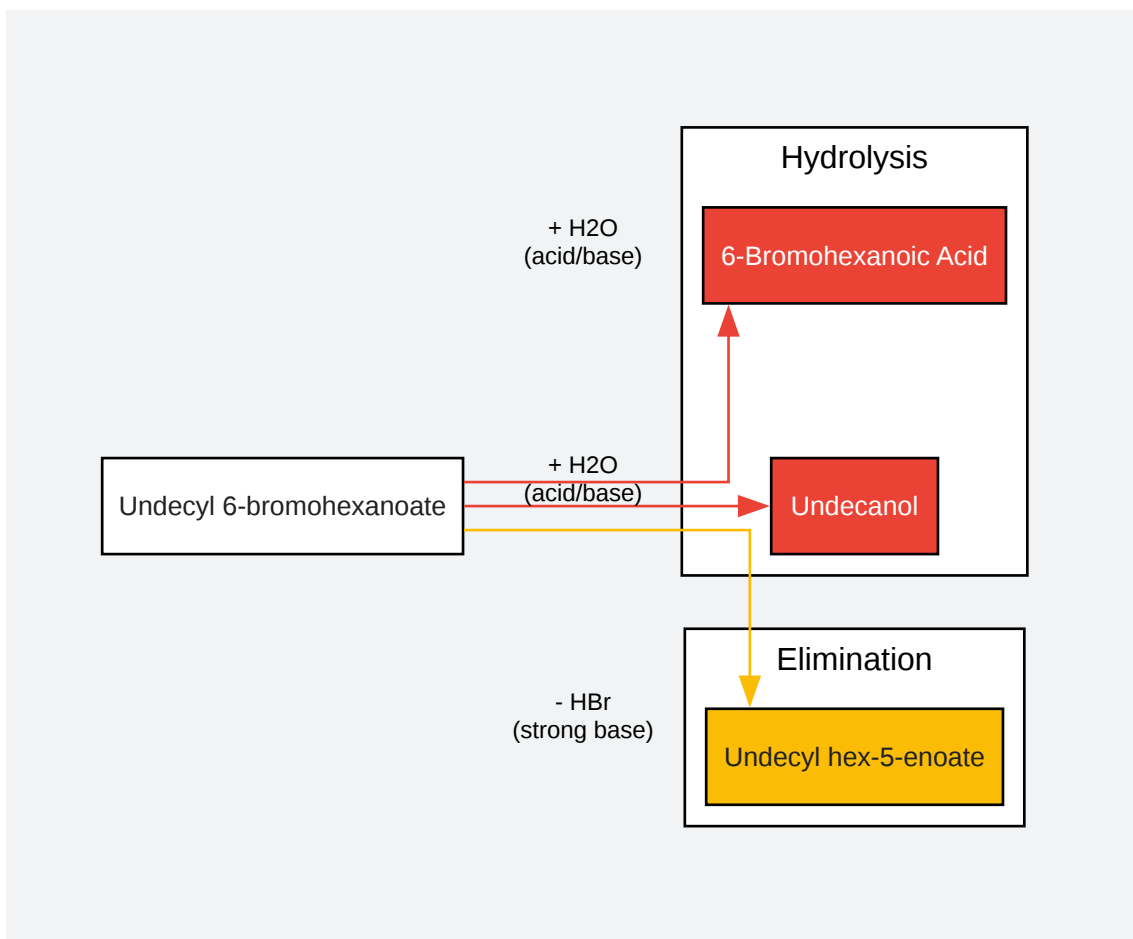 Hydrolysis
+ H2O
(acid/base)
6-Bromohexanoic Acid
+ H2O
(acid/base)
Undecyl 6-bromohexanoate
Undecanol
Elimination
- HBr
(strong base)
Undecyl hex-5-enoate